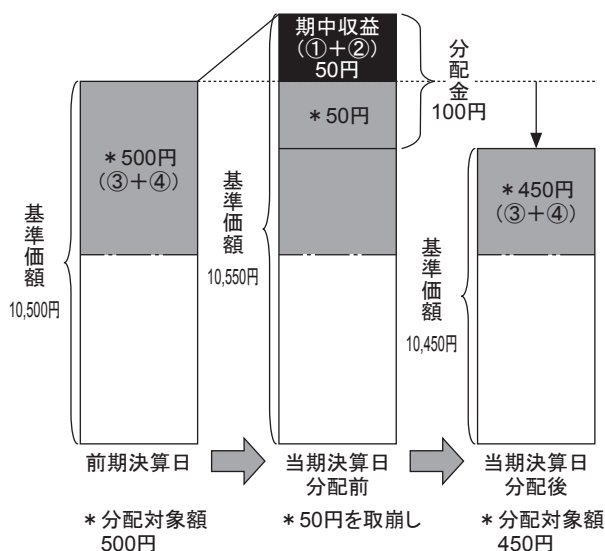 期中収益
（①＋②）
50円
分配金
100円
＊50円
＊500円
（③＋④）
＊450円
（③＋④）
基準価額
10,500円
基準価額
10,550円
基準価額
10,450円
前期決算日
当期決算日
分配前
当期決算日
分配後
＊分配対象額
500円
＊50円を取崩し
＊分配対象額
450円